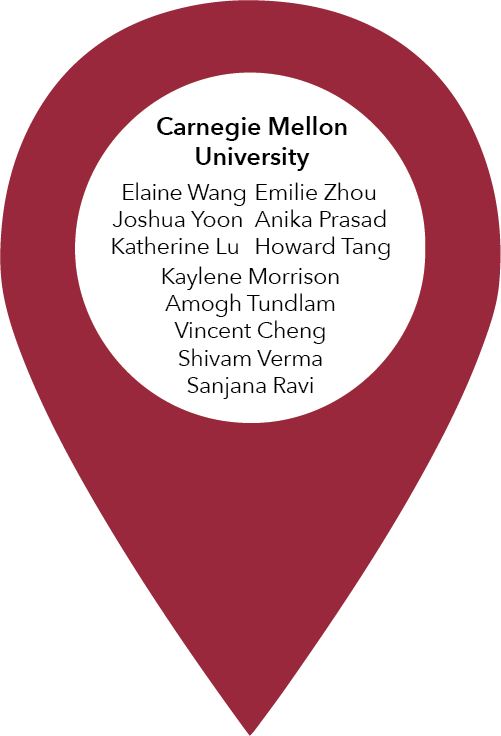 Carnegie Mellon
University
Elaine Wang Emilie Zhou
Joshua Yoon Anika Prasad
Katherine Lu Howard Tang
Kaylene Morrison
Amogh Tundlam
Vincent Cheng
Shivam Verma
Sanjana Ravi